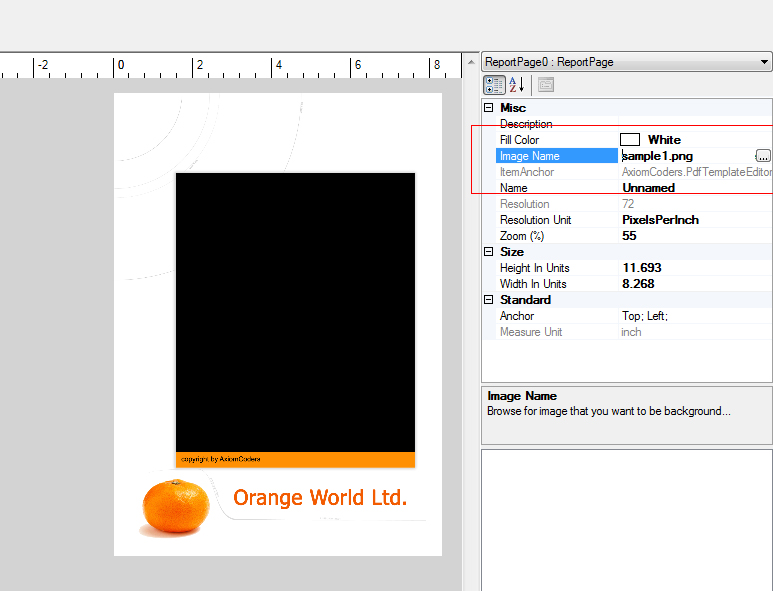 -2 0 2 4 6 8
ReportPage0 : ReportPage
A
Z
Misc
Description
Fill Color White
Image Name sample1.png ...
ItemAnchor AxiomCoders.PdfTemplateEditor
Name Unnamed
Resolution 72
Resolution Unit PixelsPerInch
Zoom (%) 55
Size
Height In Units 11.693
Width In Units 8.268
Standard
Anchor Top; Left;
Measure Unit inch
Image Name
Browse for image that you want to be background...
copyright by AxiomCoders
Orange World Ltd.